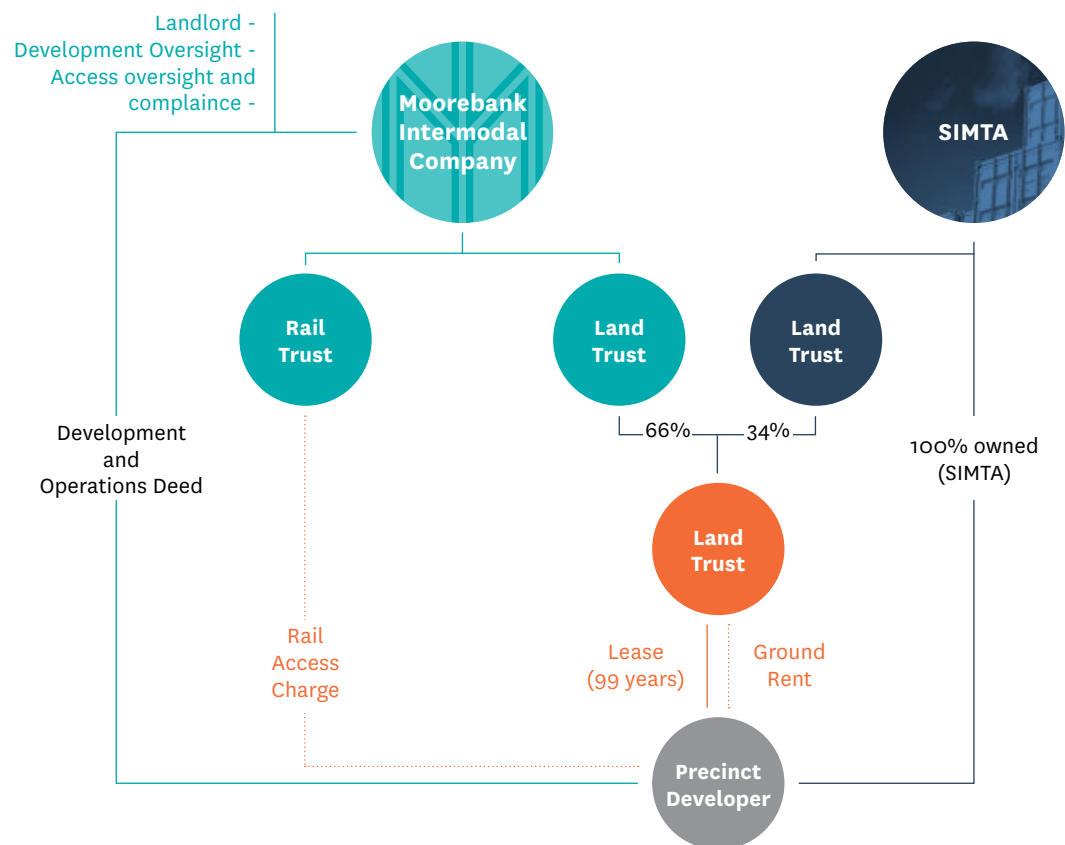 Landlord -
Development Oversight -
Access oversight and
complaince -
Moorebank
Intermodal
Company
SIMTA
Rail
Trust
Land
Trust
Land
Trust
66%
34%
Development
and
Operations Deed
100% owned
(SIMTA)
Land
Trust
Rail
Access
Charge
Lease
(99 years)
Ground
Rent
Precinct
Developer